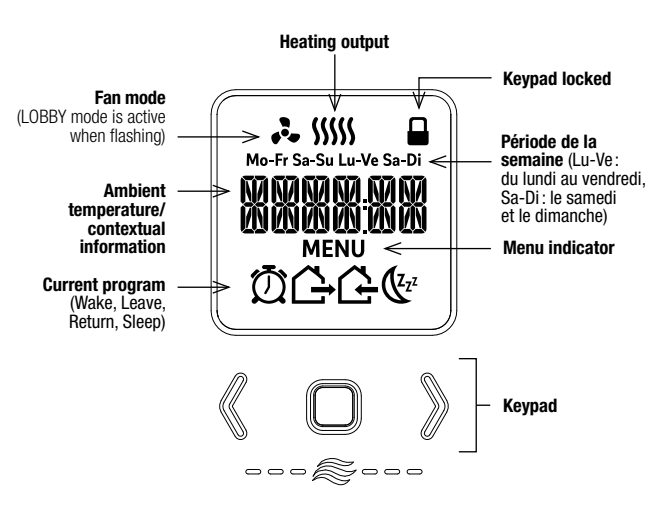 Heating output
Keypad locked
Fan mode
(LOBBY mode is active
when flashing)
Mo-Fr Sa-Su Lu-Ve Sa-Di
Période de la
semaine (Lu-Ve :
du lundi au vendredi,
Sa-Di : le samedi
et le dimanche)
Ambient
temperature/
contextual
information
MENU
Menu indicator
Current program
(Wake, Leave,
Return, Sleep)
Zzz
Keypad